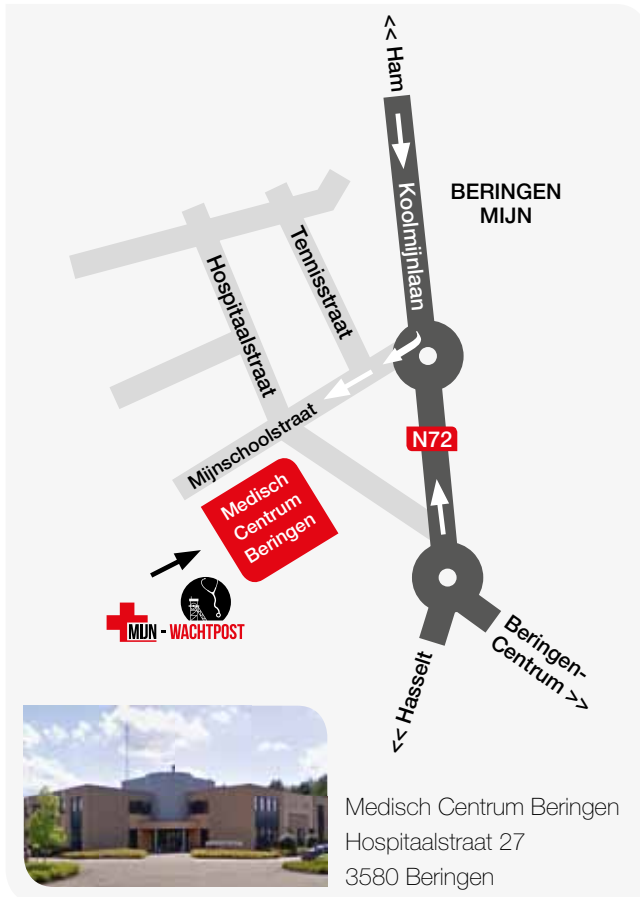 << Ham
Koolmijnlaan
BERINGEN
MIJN
Tennisstraat
Hospitaalstraat
Mijnschoolstraat
N72
Medisch
Centrum
Beringen
MIJN - WACHTPOST
Beringen-
Centrum >>
<< Hasselt
Medisch Centrum Beringen
Hospitaalstraat 27
3580 Beringen